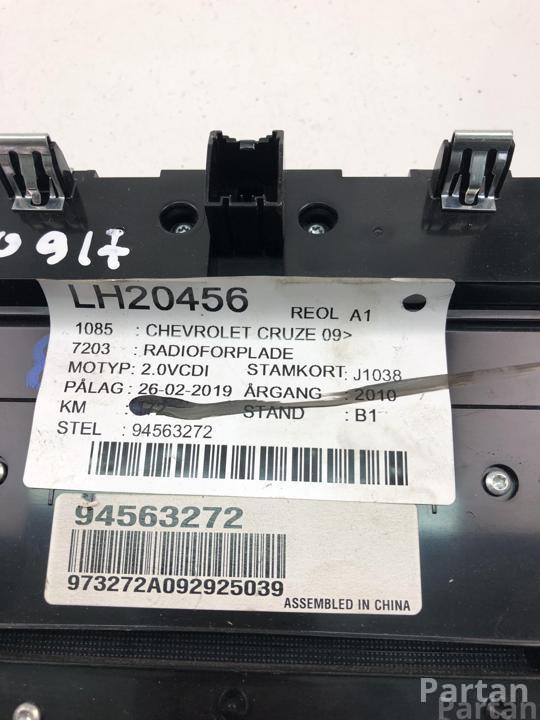 LH20456 REOL A1
1085 : CHEVROLET CRUZE 09>
7203 : RADIOFORPLADE
MOTYP: 2.0VCDI STAMKORT: J1038
PÅLAG: 26-02-2019 ÅRGANG : 2010
KM : STAND : B1
STEL : 94563272
94563272
973272A092925039
ASSEMBLED IN CHINA
Partan
Partan